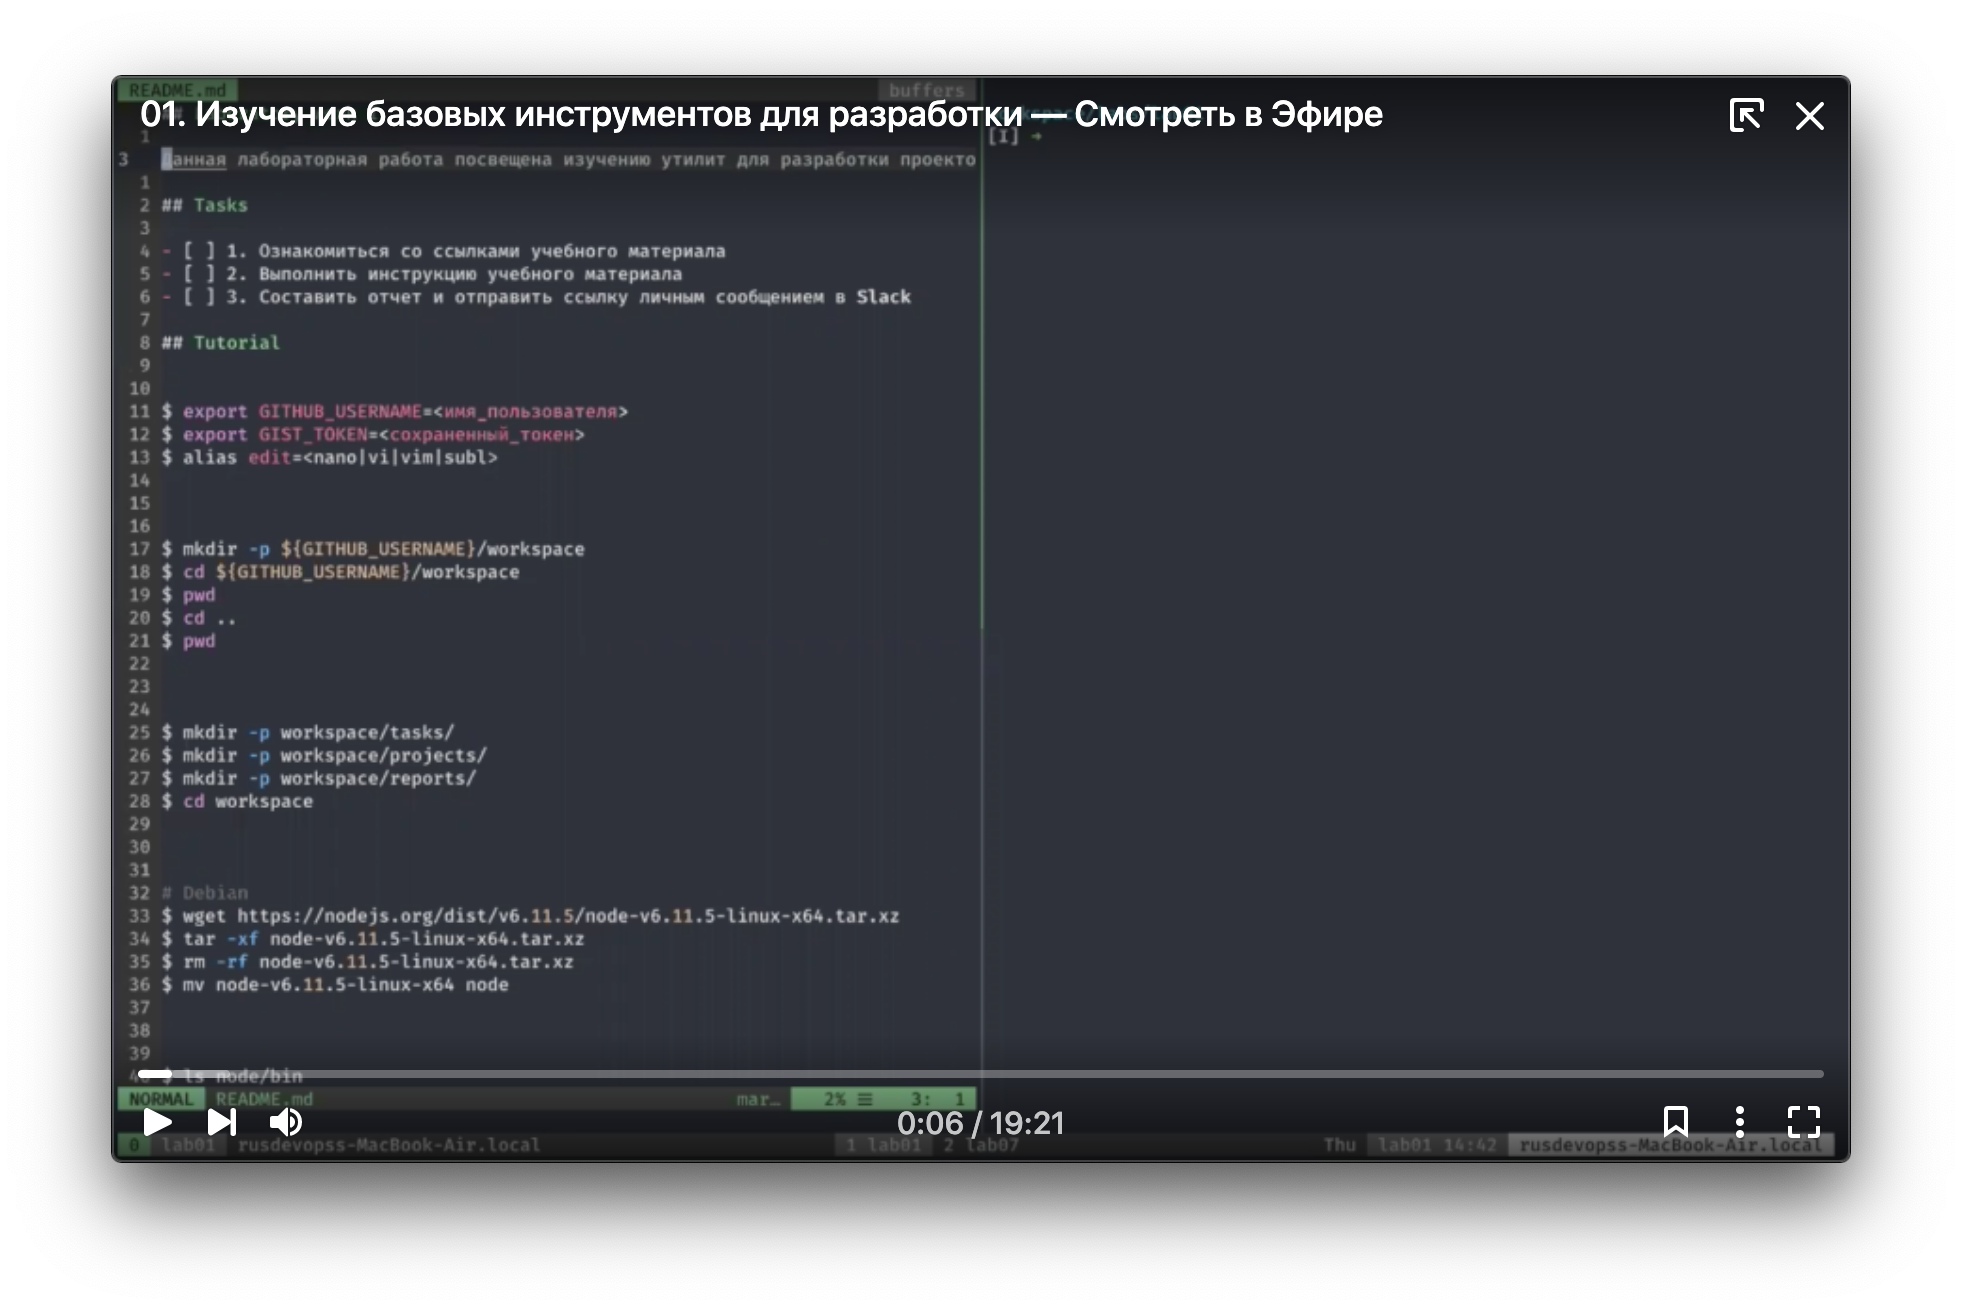 README.md buffers
01. Изучение базовых инструментов для разработки — Смотреть в Эфире
1
[I] ➜
3 данная лабораторная работа посвещена изучению утилит для разработки проекто
1
2 ## Tasks
3
4 - [ ] 1. Ознакомиться со ссылками учебного материала
5 - [ ] 2. Выполнить инструкцию учебного материала
6 - [ ] 3. Составить отчет и отправить ссылку личным сообщением в Slack
7
8 ## Tutorial
9
10
11 $ export GITHUB_USERNAME=<имя_пользователя>
12 $ export GIST_TOKEN=<сохраненный_токен>
13 $ alias edit=<nano|vi|vim|subl>
14
15
16
17 $ mkdir -p ${GITHUB_USERNAME}/workspace
18 $ cd ${GITHUB_USERNAME}/workspace
19 $ pwd
20 $ cd ..
21 $ pwd
22
23
24
25 $ mkdir -p workspace/tasks/
26 $ mkdir -p workspace/projects/
27 $ mkdir -p workspace/reports/
28 $ cd workspace
29
30
31
32 # Debian
33 $ wget https://nodejs.org/dist/v6.11.5/node-v6.11.5-linux-x64.tar.xz
34 $ tar -xf node-v6.11.5-linux-x64.tar.xz
35 $ rm -rf node-v6.11.5-linux-x64.tar.xz
36 $ mv node-v6.11.5-linux-x64 node
37
38
39
40 $ ls node/bin
NORMAL README.md mar… 2% ☰ 3: 1
0:06 / 19:21
0 lab01 rusdevopss-MacBook-Air.local 1 lab01 2 lab07 Thu lab01 14:42 rusdevopss-MacBook-Air.local